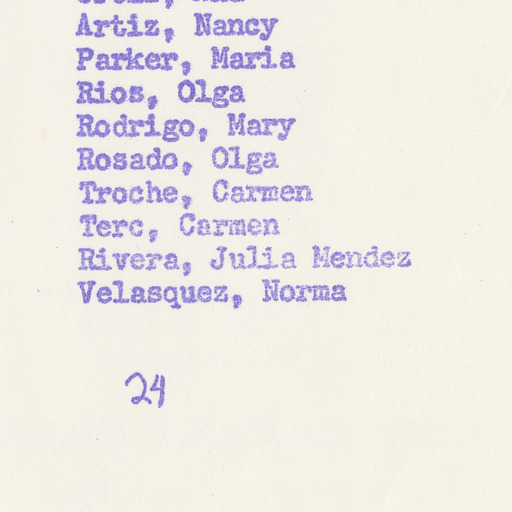 Artiz, Nancy
Parker, Maria
Rios, Olga
Rodrigo, Mary
Rosado, Olga
Troche, Carmen
Terc, Carmen
Rivera, Julia Mendez
Velasquez, Norma
24